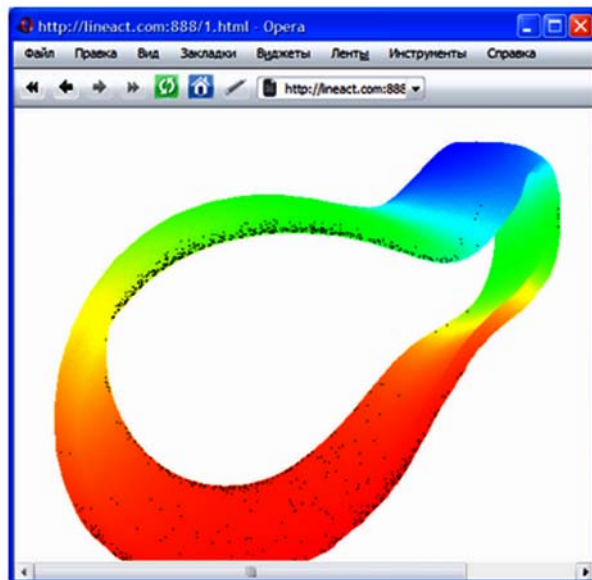 http://lineact.com:888/1.html - Opera
Файл Правка Вид Закладки Виджеты Ленты Инструменты Справка
http://lineact.com:888